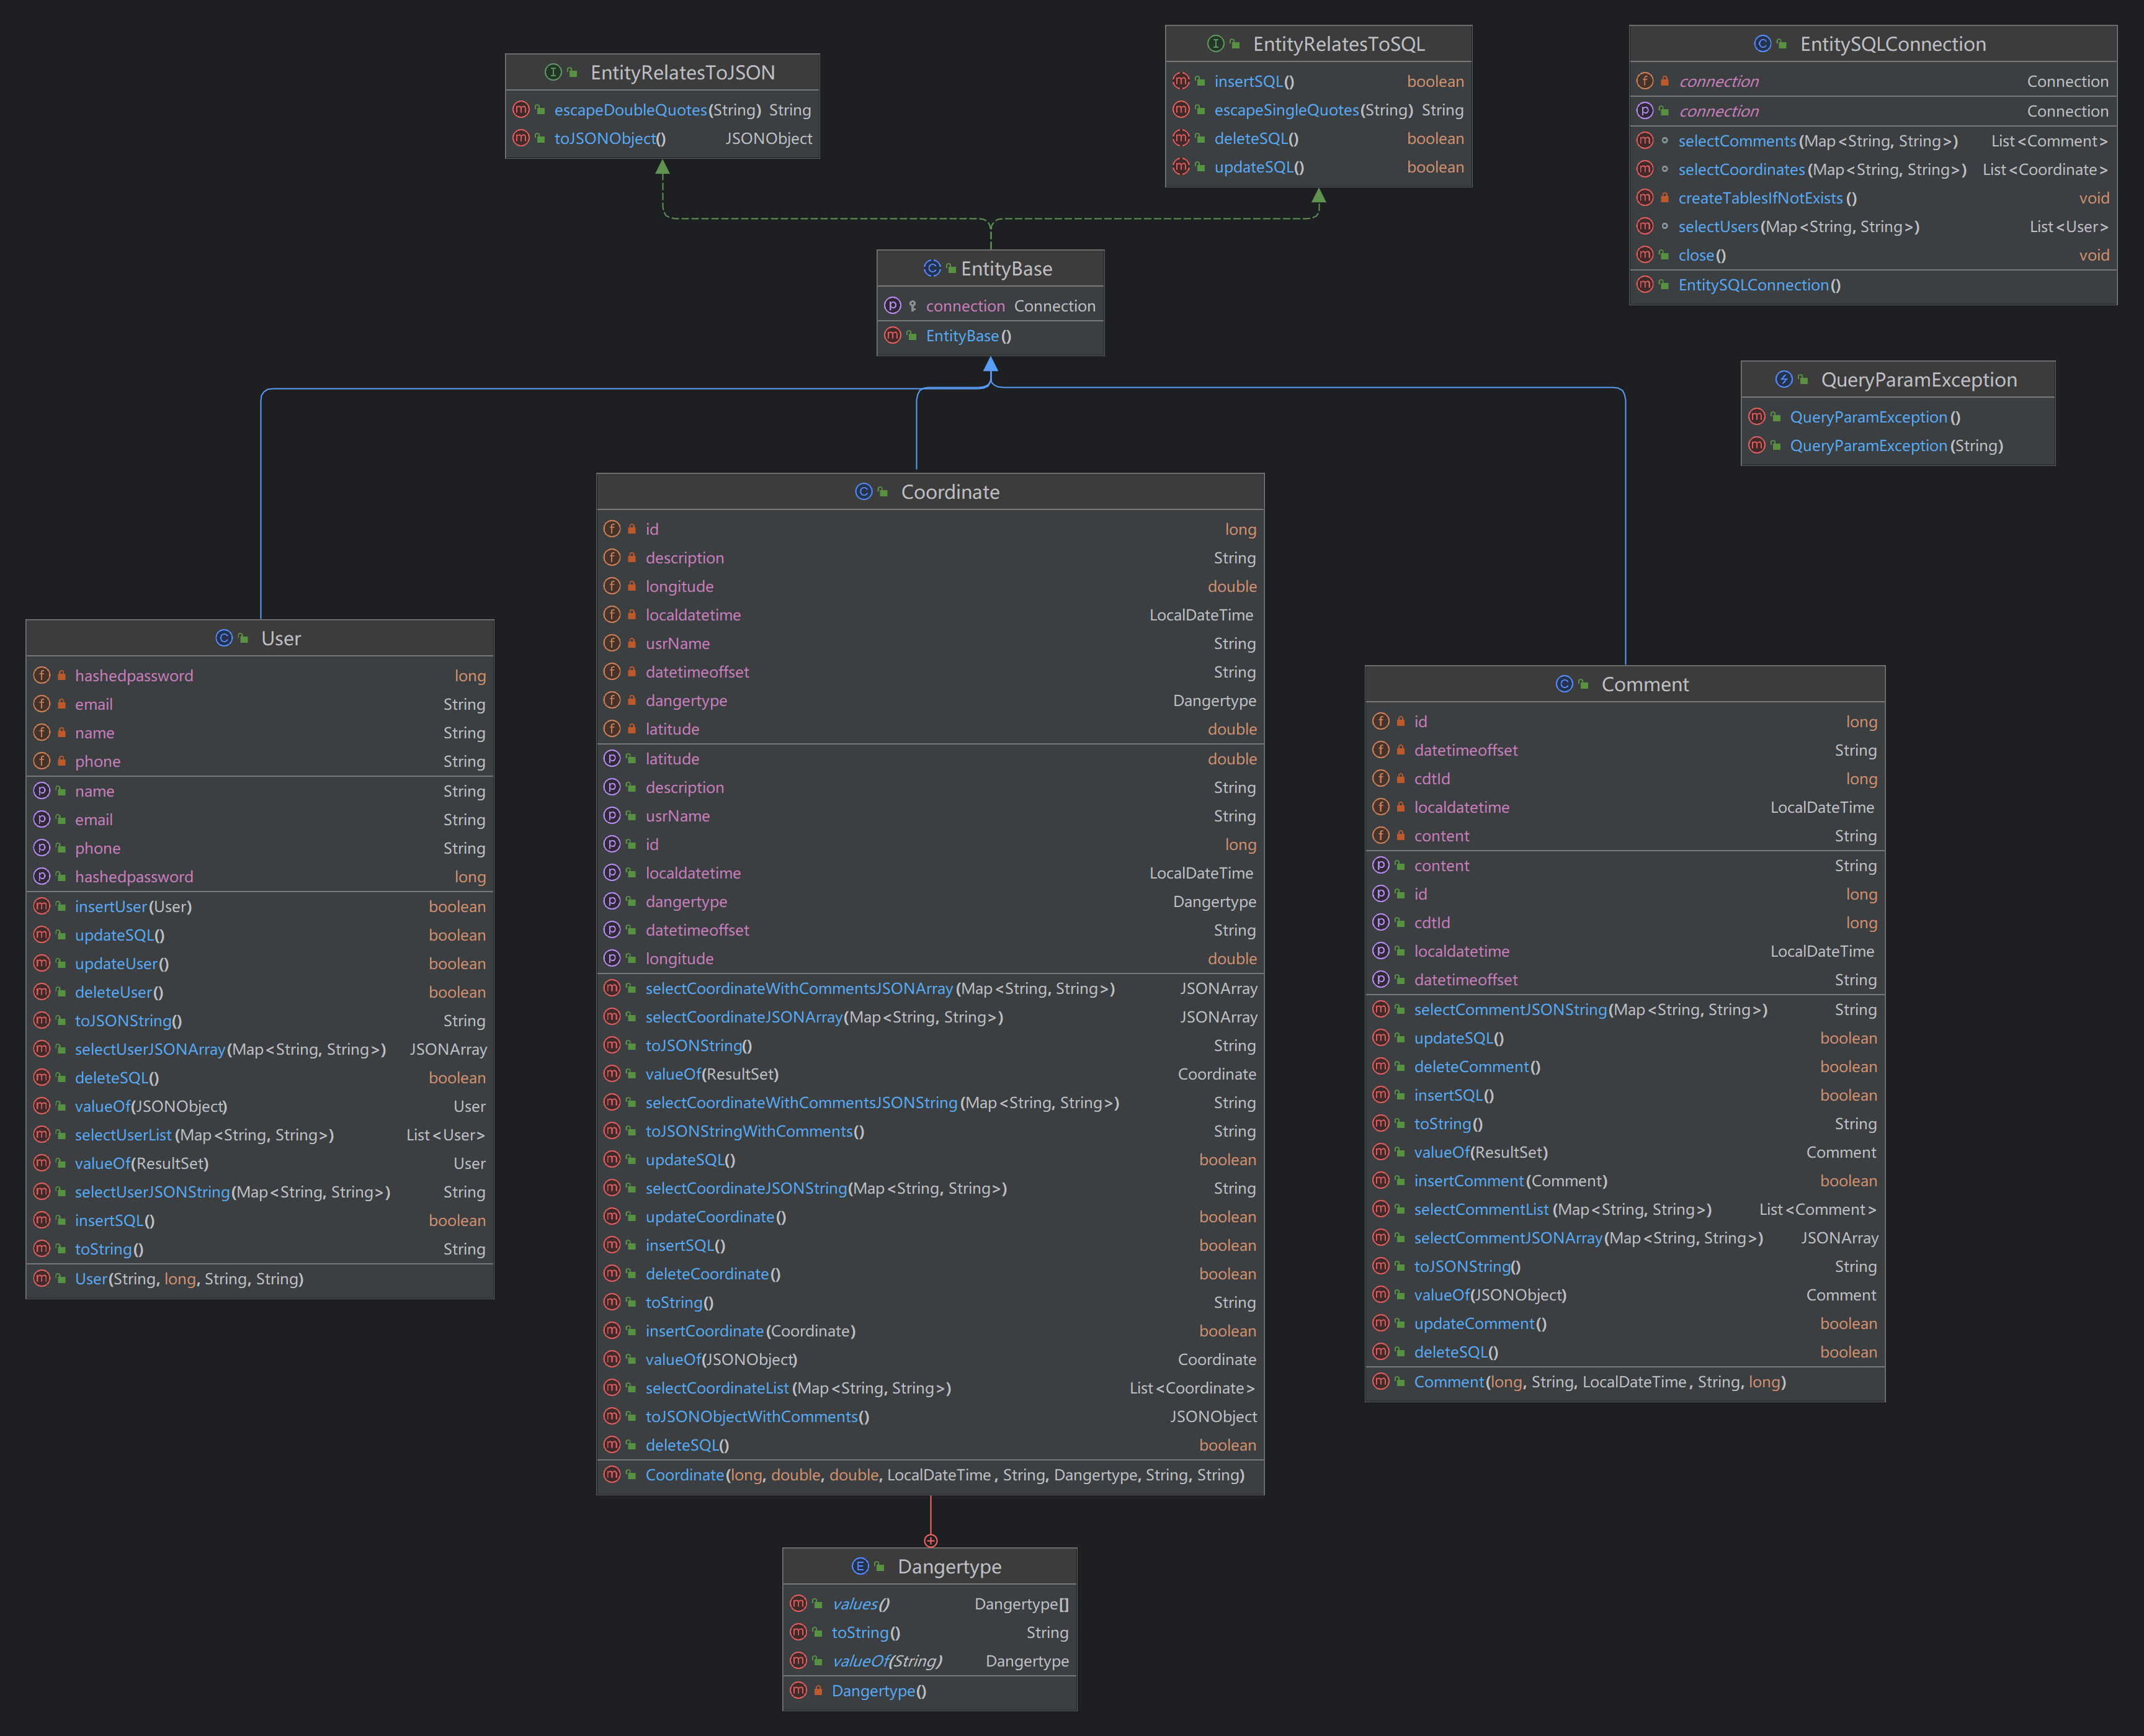 EntityRelatesToJSON
escapeDoubleQuotes(String) String
toJSONObject() JSONObject
EntityRelatesToSQL
insertSQL() boolean
escapeSingleQuotes(String) String
deleteSQL() boolean
updateSQL() boolean
EntitySQLConnection
connection Connection
connection Connection
selectComments(Map<String, String>) List<Comment>
selectCoordinates(Map<String, String>) List<Coordinate>
createTablesIfNotExists() void
selectUsers(Map<String, String>) List<User>
close() void
EntitySQLConnection()
EntityBase
connection Connection
EntityBase()
QueryParamException
QueryParamException()
QueryParamException(String)
User
hashedpassword long
email String
name String
phone String
name String
email String
phone String
hashedpassword long
insertUser(User) boolean
updateSQL() boolean
updateUser() boolean
deleteUser() boolean
toJSONString() String
selectUserJSONArray(Map<String, String>) JSONArray
deleteSQL() boolean
valueOf(JSONObject) User
selectUserList(Map<String, String>) List<User>
valueOf(ResultSet) User
selectUserJSONString(Map<String, String>) String
insertSQL() boolean
toString() String
User(String, long, String, String)
Coordinate
id long
description String
longitude double
localdatetime LocalDateTime
usrName String
datetimeoffset String
dangertype Dangertype
latitude double
latitude double
description String
usrName String
id long
localdatetime LocalDateTime
dangertype Dangertype
datetimeoffset String
longitude double
selectCoordinateWithCommentsJSONArray(Map<String, String>) JSONArray
selectCoordinateJSONArray(Map<String, String>) JSONArray
toJSONString() String
valueOf(ResultSet) Coordinate
selectCoordinateWithCommentsJSONString(Map<String, String>) String
toJSONStringWithComments() String
updateSQL() boolean
selectCoordinateJSONString(Map<String, String>) String
updateCoordinate() boolean
insertSQL() boolean
deleteCoordinate() boolean
toString() String
insertCoordinate(Coordinate) boolean
valueOf(JSONObject) Coordinate
selectCoordinateList(Map<String, String>) List<Coordinate>
toJSONObjectWithComments() JSONObject
deleteSQL() boolean
Coordinate(long, double, double, LocalDateTime, String, Dangertype, String, String)
Comment
id long
datetimeoffset String
cdtId long
localdatetime LocalDateTime
content String
content String
id long
cdtId long
localdatetime LocalDateTime
datetimeoffset String
selectCommentJSONString(Map<String, String>) String
updateSQL() boolean
deleteComment() boolean
insertSQL() boolean
toString() String
valueOf(ResultSet) Comment
insertComment(Comment) boolean
selectCommentList(Map<String, String>) List<Comment>
selectCommentJSONArray(Map<String, String>) JSONArray
toJSONString() String
valueOf(JSONObject) Comment
updateComment() boolean
deleteSQL() boolean
Comment(long, String, LocalDateTime, String, long)
Dangertype
values() Dangertype[]
toString() String
valueOf(String) Dangertype
Dangertype()